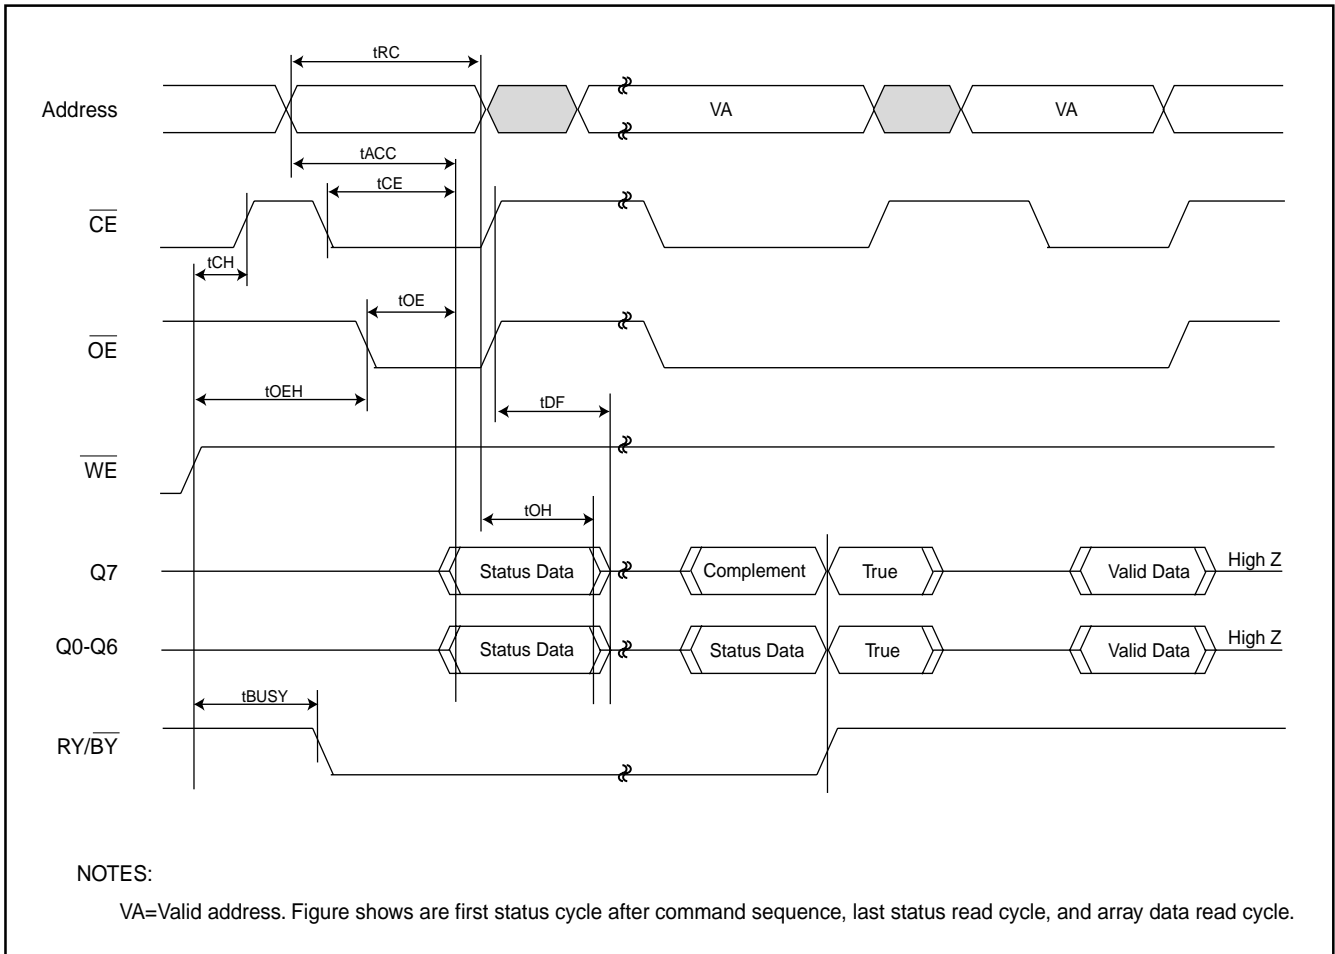 tRC
Address
VA
VA
tACC
tCE
CE
tCH
tOE
OE
tOEH
tDF
WE
tOH
Q7
Status Data
Complement
True
Valid Data
High Z
Q0-Q6
Status Data
Status Data
True
Valid Data
High Z
tBUSY
RY/BY
NOTES:
VA=Valid address. Figure shows are first status cycle after command sequence, last status read cycle, and array data read cycle.